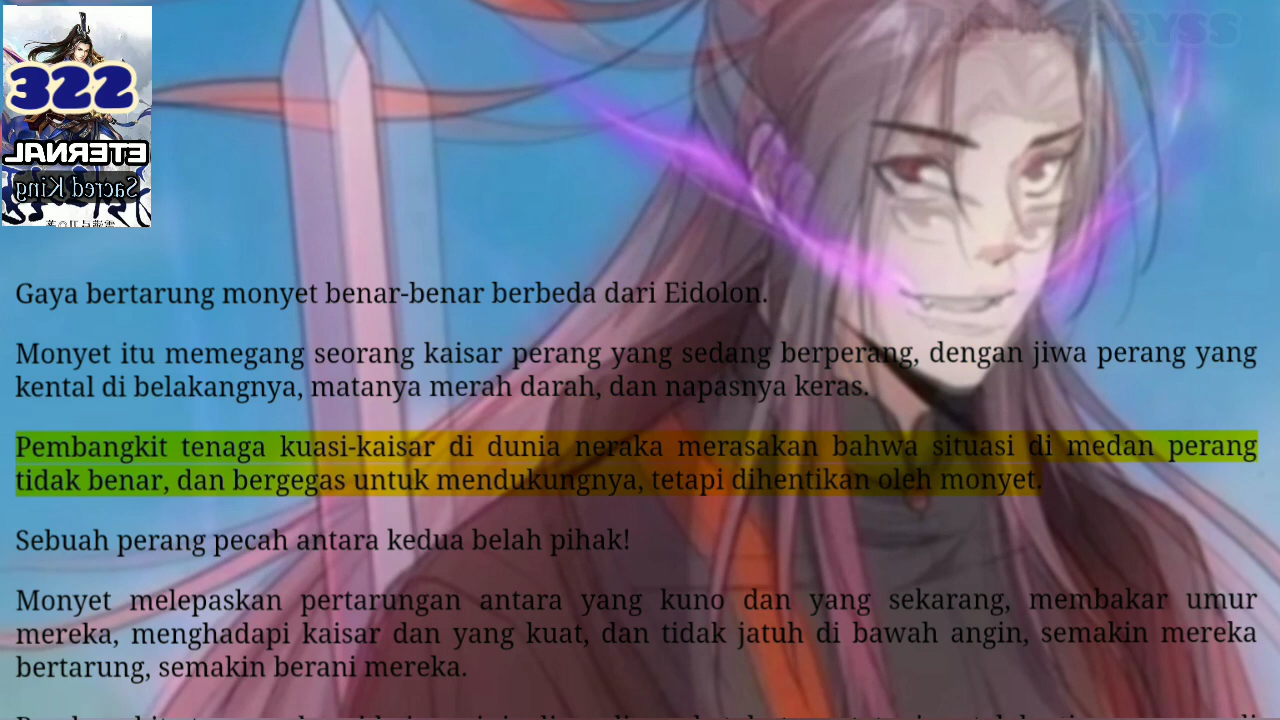 322
ETERNAL
Sacred King
Gaya bertarung monyet benar-benar berbeda dari Eidolon.
Monyet itu memegang seorang kaisar perang yang sedang berperang, dengan jiwa perang yang
kental di belakangnya, matanya merah darah, dan napasnya keras.
Pembangkit tenaga kuasi-kaisar di dunia neraka merasakan bahwa situasi di medan perang
tidak benar, dan bergegas untuk mendukungnya, tetapi dihentikan oleh monyet.
Sebuah perang pecah antara kedua belah pihak!
Monyet melepaskan pertarungan antara yang kuno dan yang sekarang, membakar umur
mereka, menghadapi kaisar dan yang kuat, dan tidak jatuh di bawah angin, semakin mereka
bertarung, semakin berani mereka.